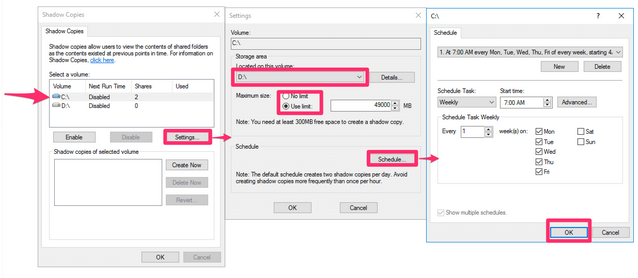 Shadow Copies
Shadow Copies
Shadow copies allow users to view the contents of shared folders
as the contents existed at previous points in time. For information on
Shadow Copies, click here.
Select a volume:
Volume Next Run Time Shares Used
C:\ Disabled 2
D:\ Disabled 0
Enable Disable Settings...
Shadow copies of selected volume
Create Now
Delete Now
Revert...
OK Cancel
Settings
Volume:
C:\
Storage area
Located on this volume:
D:\ Details...
Maximum size: No limit
Use limit: 49000 MB
Note: You need at least 300MB free space to create a shadow copy.
Schedule
Schedule...
Note: The default schedule creates two shadow copies per day. Avoid
creating shadow copies more frequently than once per hour.
OK Cancel
C:\
Schedule
1. At 7:00 AM every Mon, Tue, Wed, Thu, Fri of every week, starting 4.
New Delete
Schedule Task: Start time:
Weekly 7:00 AM Advanced...
Schedule Task Weekly
Every 1 week(s) on: Mon Sat
Tue Sun
Wed
Thu
Fri
Show multiple schedules.
OK Cancel